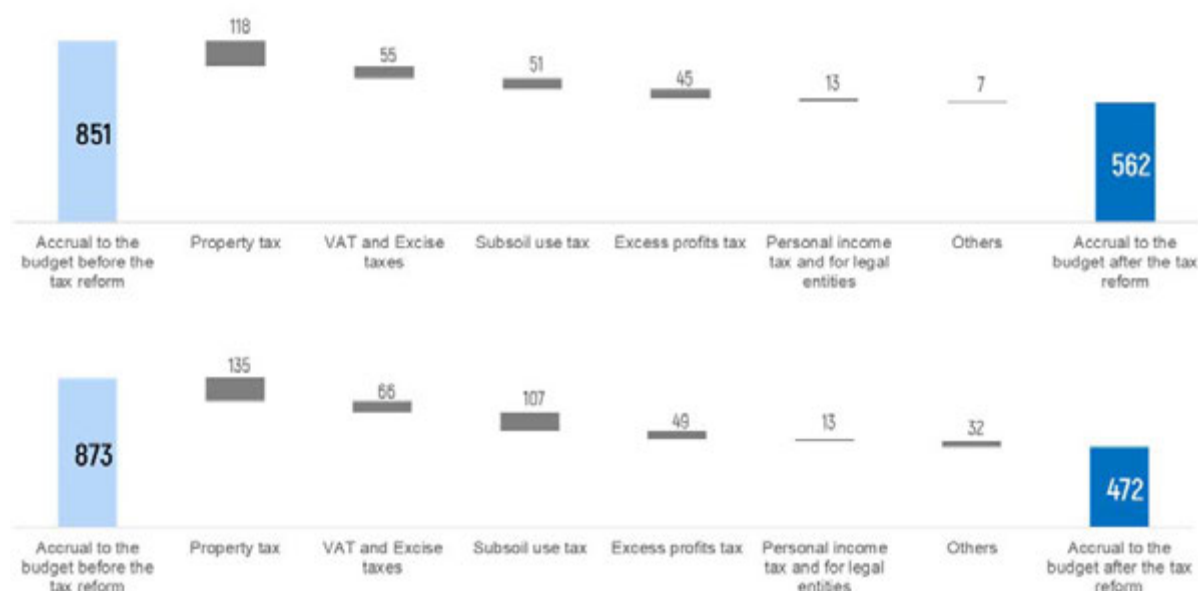 118
55
51
45
13
7
851
562
Accrual to the
budget before the
tax reform
Property tax
VAT and Excise
taxes
Subsoil use tax
Excess profits tax
Personal income
tax and for legal
entities
Others
Accrual to the
budget after the tax
reform
135
66
107
49
13
32
873
472
Accrual to the
budget before the
tax reform
Property tax
VAT and Excise
taxes
Subsoil use tax
Excess profits tax
Personal income
tax and for legal
entities
Others
Accrual to the
budget after the tax
reform